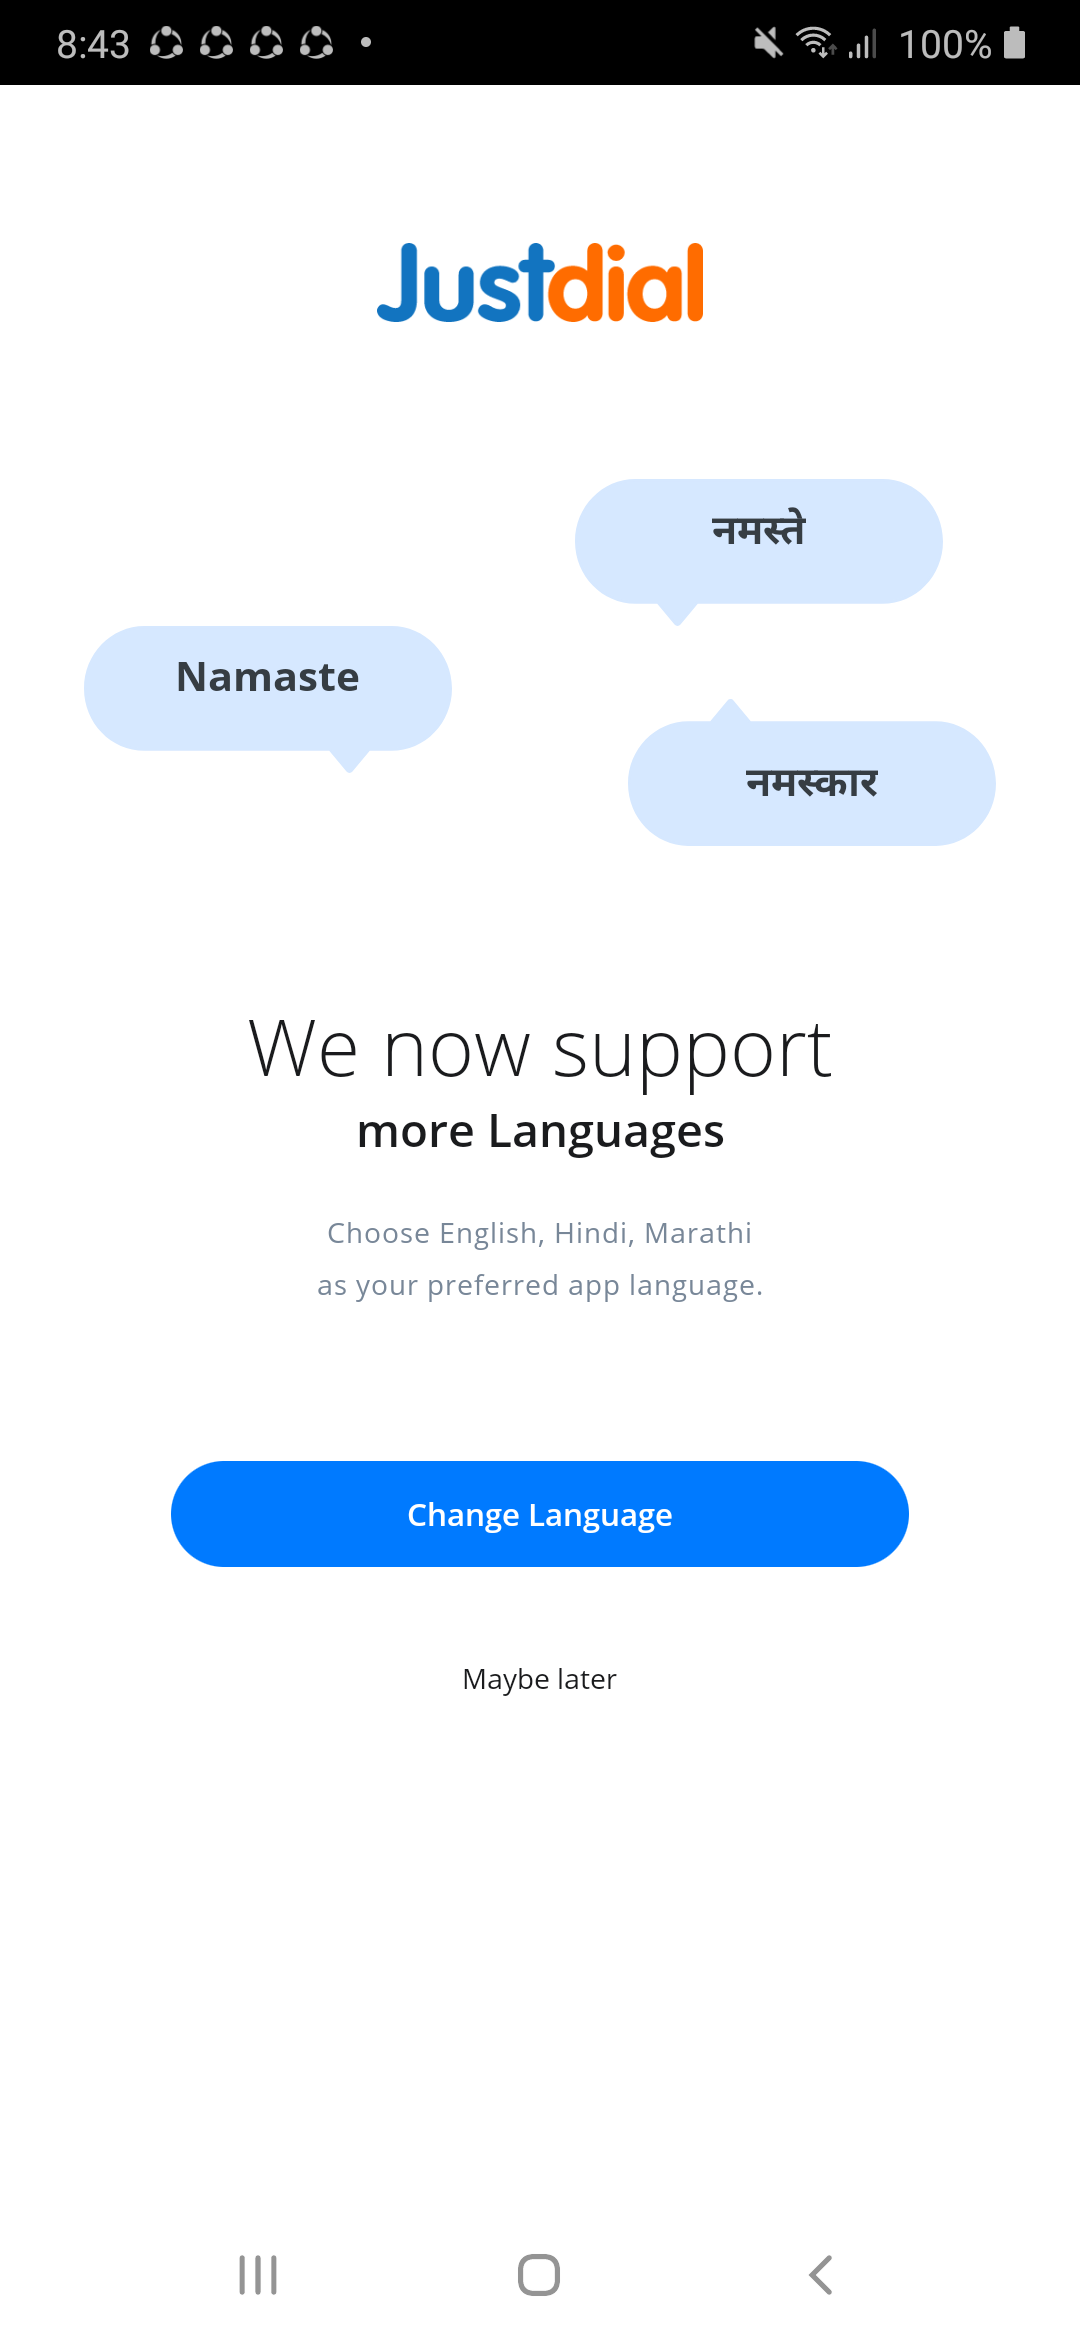 8:43
100%
Justdial
नमस्ते
Namaste
नमस्कार
We now support
more Languages
Choose English, Hindi, Marathi
as your preferred app language.
Change Language
Maybe later